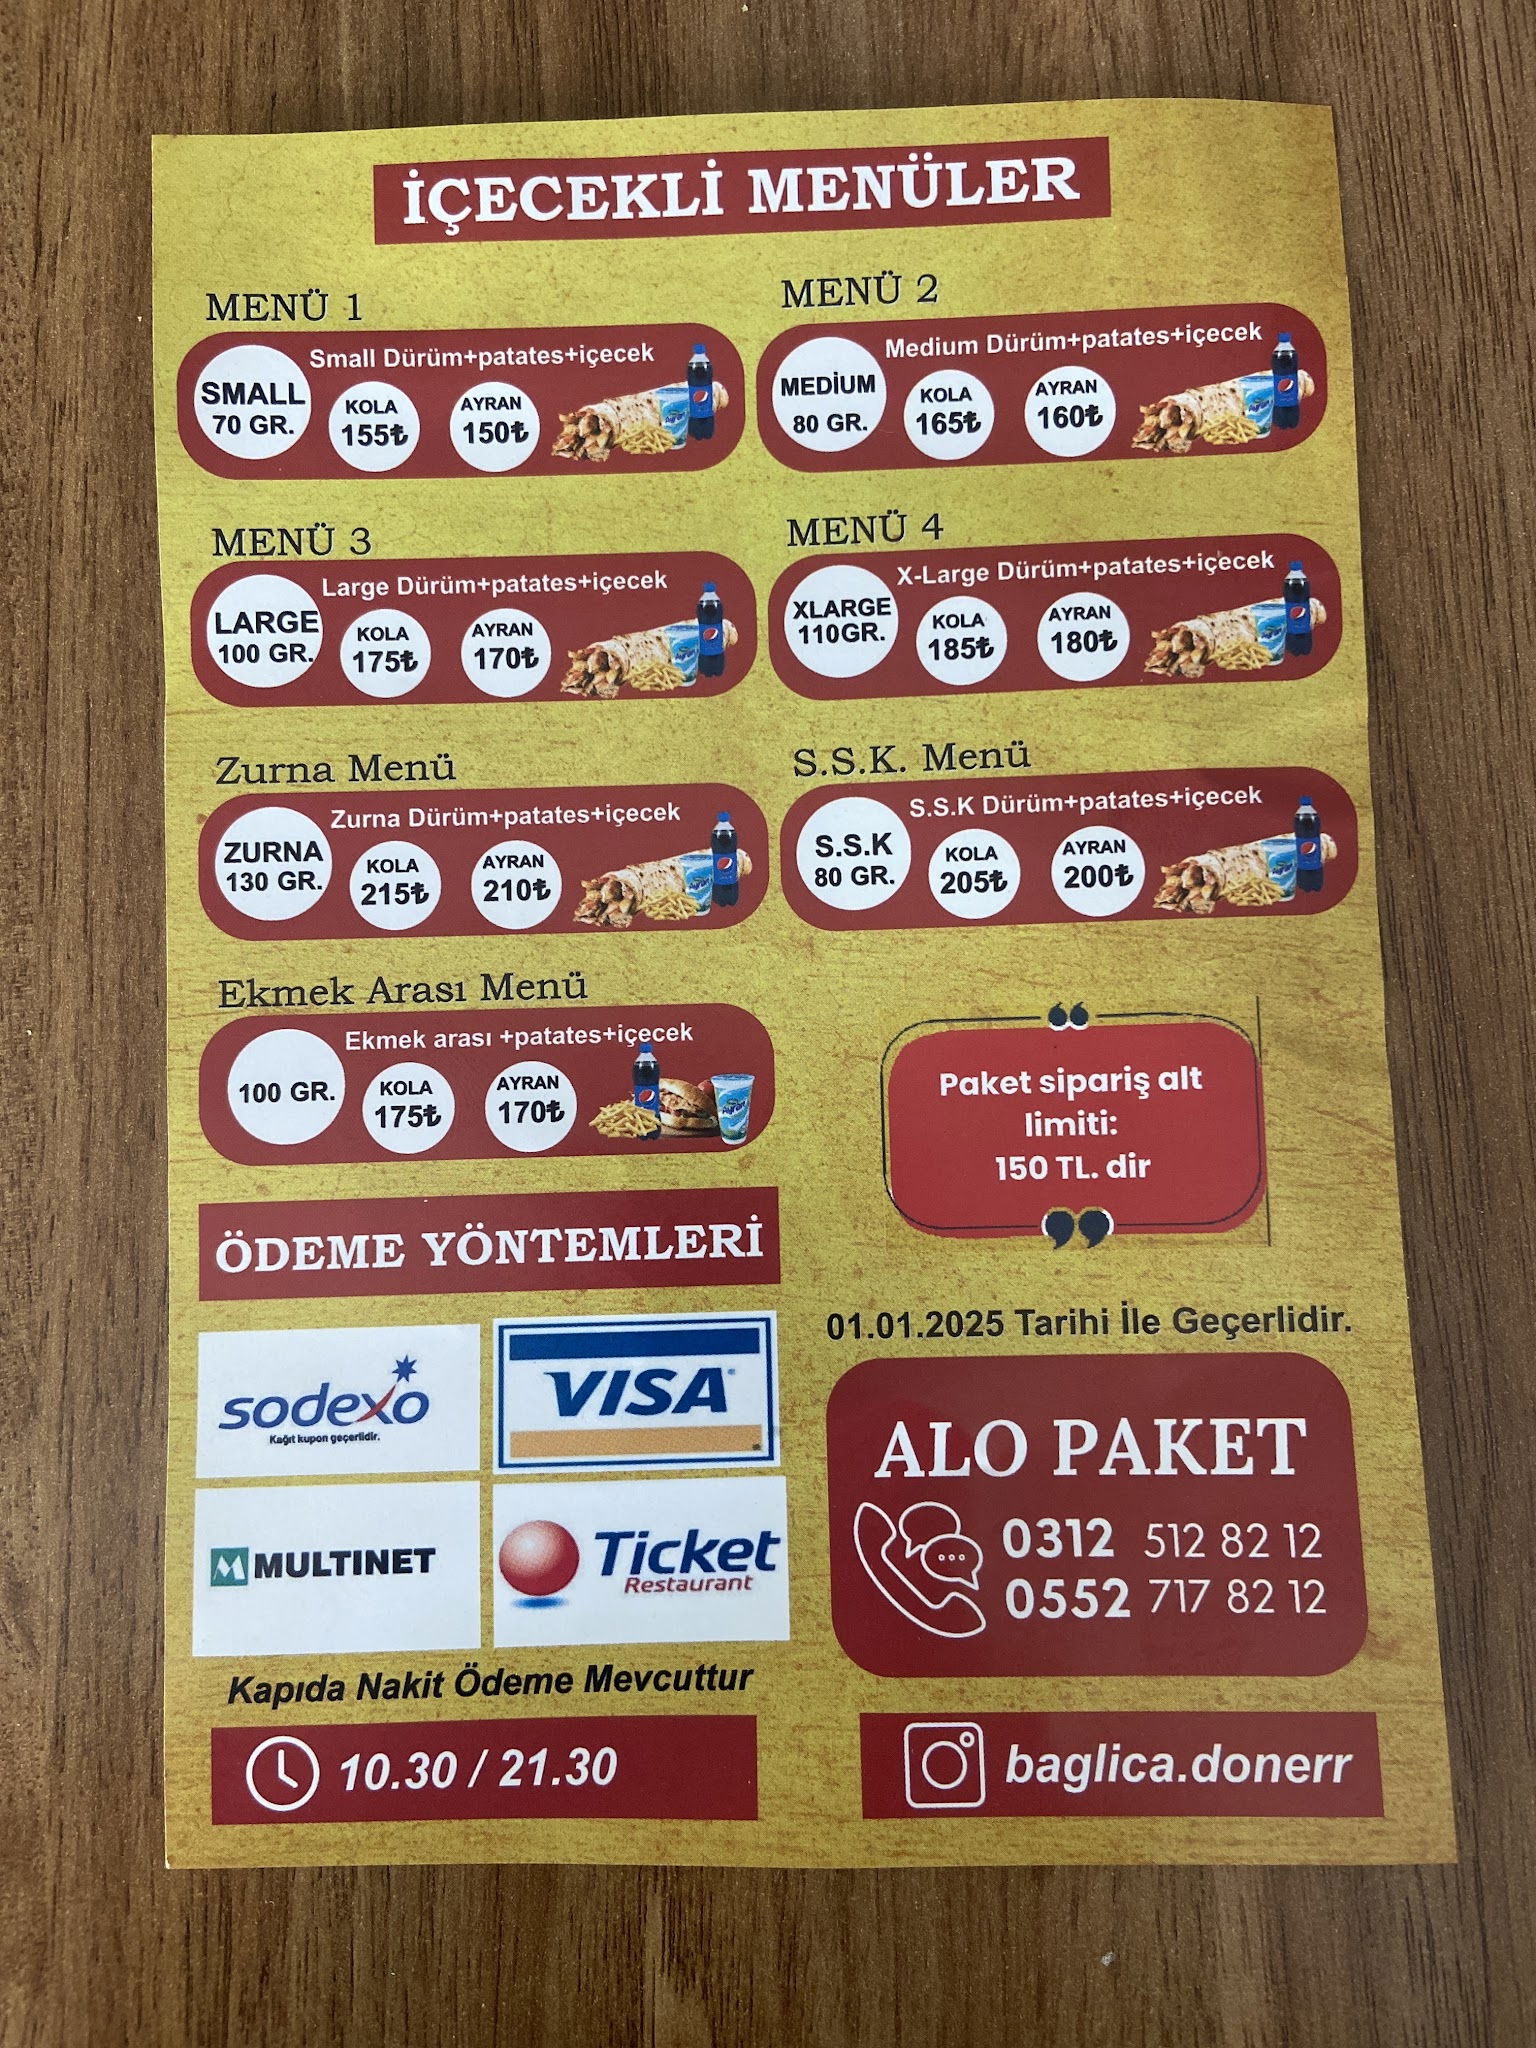 İÇECEKLİ MENÜLER
MENÜ 1
Small Dürüm+patates+içecek
SMALL
70 GR.
KOLA
155₺
AYRAN
150₺
MENÜ 2
Medium Dürüm+patates+içecek
MEDİUM
80 GR.
KOLA
165₺
AYRAN
160₺
MENÜ 3
Large Dürüm+patates+içecek
LARGE
100 GR.
KOLA
175₺
AYRAN
170₺
MENÜ 4
X-Large Dürüm+patates+içecek
XLARGE
110GR.
KOLA
185₺
AYRAN
180₺
Zurna Menü
Zurna Dürüm+patates+içecek
ZURNA
130 GR.
KOLA
215₺
AYRAN
210₺
S.S.K. Menü
S.S.K Dürüm+patates+içecek
S.S.K
80 GR.
KOLA
205₺
AYRAN
200₺
Ekmek Arası Menü
Ekmek arası +patates+içecek
100 GR.
KOLA
175₺
AYRAN
170₺
Paket sipariş alt
limiti:
150 TL. dir
ÖDEME YÖNTEMLERİ
sodexo
Kağıt kupon geçerlidir.
VISA
MULTINET
Ticket
Restaurant
Kapıda Nakit Ödeme Mevcuttur
10.30 / 21.30
01.01.2025 Tarihi İle Geçerlidir.
ALO PAKET
0312 512 82 12
0552 717 82 12
baglica.donerr